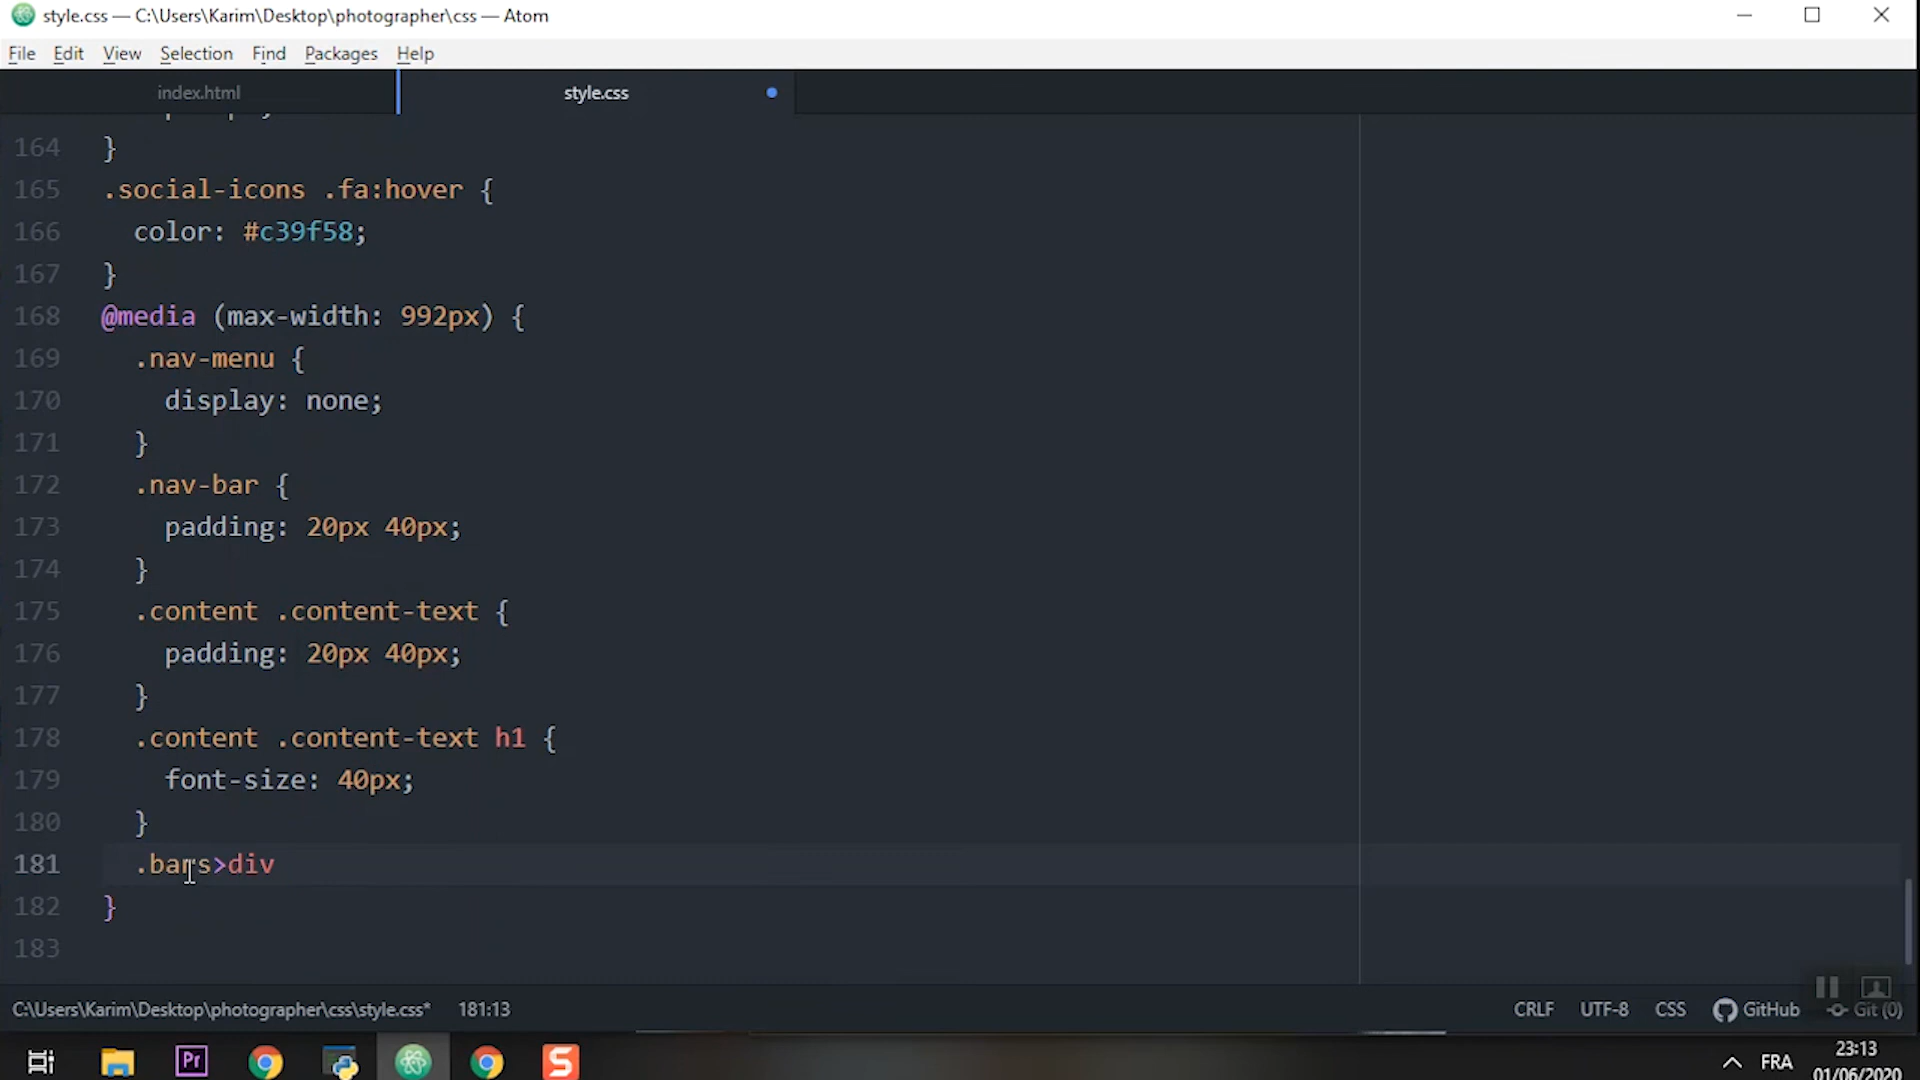 style.css — C:\Users\Karim\Desktop\photographer\css — Atom
File Edit View Selection Find Packages Help
index.html style.css
164 }
165 .social-icons .fa:hover {
166 color: #c39f58;
167 }
168 @media (max-width: 992px) {
169 .nav-menu {
170 display: none;
171 }
172 .nav-bar {
173 padding: 20px 40px;
174 }
175 .content .content-text {
176 padding: 20px 40px;
177 }
178 .content .content-text h1 {
179 font-size: 40px;
180 }
181 .bars>div
182 }
183
C:\Users\Karim\Desktop\photographer\css\style.css* 181:13 CRLF UTF-8 CSS GitHub Git (0)
Pr S FRA 23:13
01/06/2020